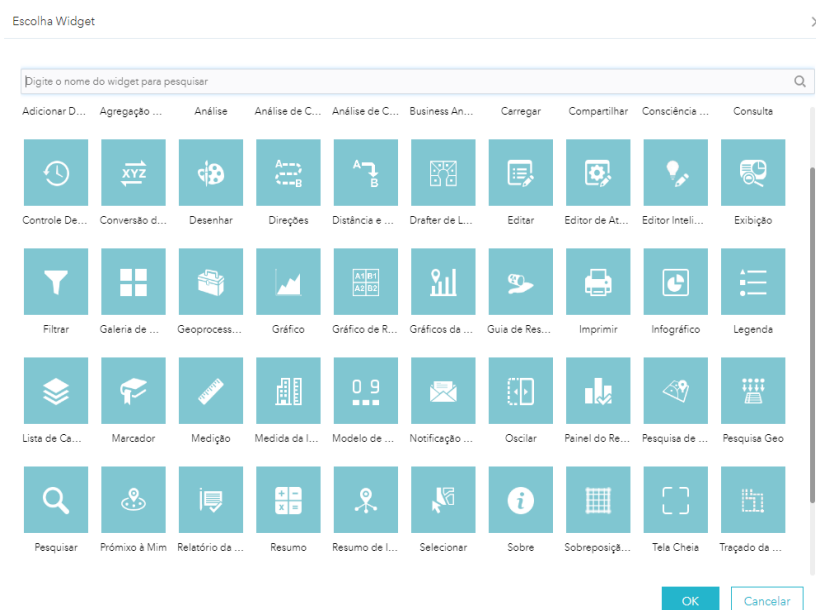 Escolha Widget
Digite o nome do widget para pesquisar
Adicionar D... Agregação ... Análise Análise de C... Análise de C... Business An... Carregar Compartilhar Consciência ... Consulta
XYZ A B A B
Controle De... Conversão d... Desenhar Direções Distância e ... Drafter de L... Editar Editor de At... Editor Inteli... Exibição
A1 B1
A2 B2
Filtrar Galeria de ... Geoprocess... Gráfico Gráfico de R... Gráficos da ... Guia de Res... Imprimir Infográfico Legenda
0 9
Lista de Ca... Marcador Medição Medida da I... Modelo de ... Notificação ... Oscilar Painel do Re... Pesquisa de ... Pesquisa Geo
Pesquisar Prómixo à Mim Relatório da ... Resumo Resumo de I... Selecionar Sobre Sobreposiçã... Tela Cheia Traçado da ...
OK Cancelar